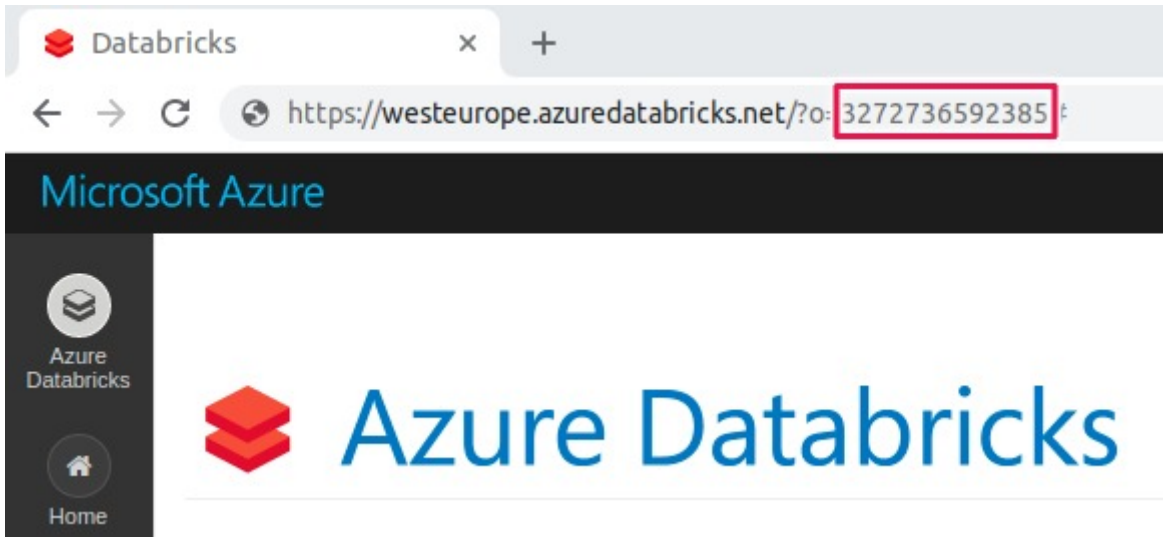 Databricks
https://westeurope.azuredatabricks.net/?o=3272736592385#
Microsoft Azure
Azure
Databricks
Azure Databricks
Home